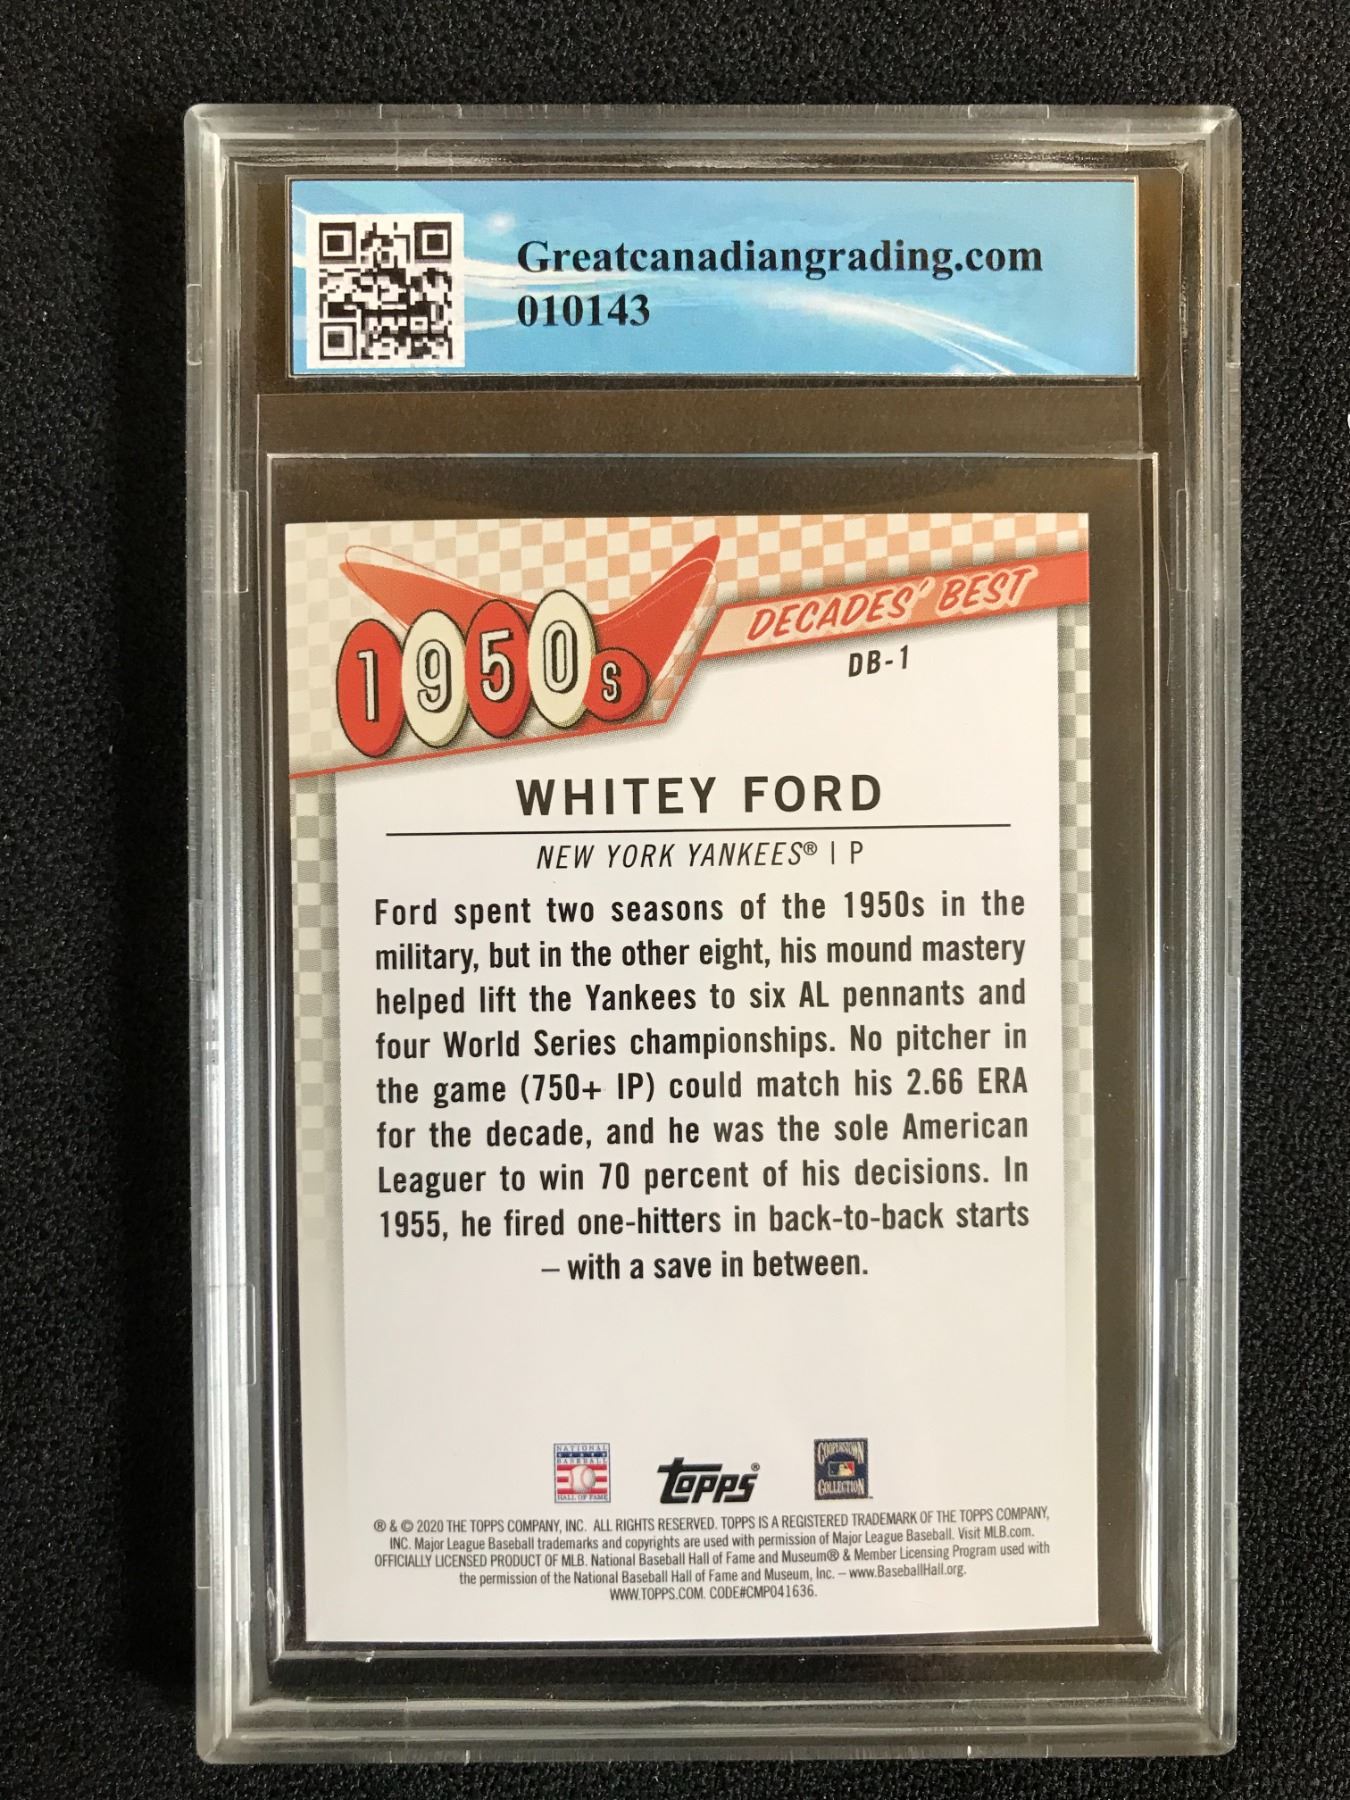 Greatcanadiangrading.com
010143
1950s
DECADES' BEST
DB-1
WHITEY FORD
NEW YORK YANKEES® | P
Ford spent two seasons of the 1950s in the
military, but in the other eight, his mound mastery
helped lift the Yankees to six AL pennants and
four World Series championships. No pitcher in
the game (750+ IP) could match his 2.66 ERA
for the decade, and he was the sole American
Leaguer to win 70 percent of his decisions. In
1955, he fired one-hitters in back-to-back starts
– with a save in between.
NATIONAL
BASEBALL
HALL OF FAME
topps®
COOPERSTOWN
COLLECTION
® & © 2020 THE TOPPS COMPANY, INC. ALL RIGHTS RESERVED. TOPPS IS A REGISTERED TRADEMARK OF THE TOPPS COMPANY,
INC. Major League Baseball trademarks and copyrights are used with permission of Major League Baseball. Visit MLB.com.
OFFICIALLY LICENSED PRODUCT OF MLB. National Baseball Hall of Fame and Museum® & Member Licensing Program used with
the permission of the National Baseball Hall of Fame and Museum, Inc. – www.BaseballHall.org.
WWW.TOPPS.COM. CODE#CMP041636.